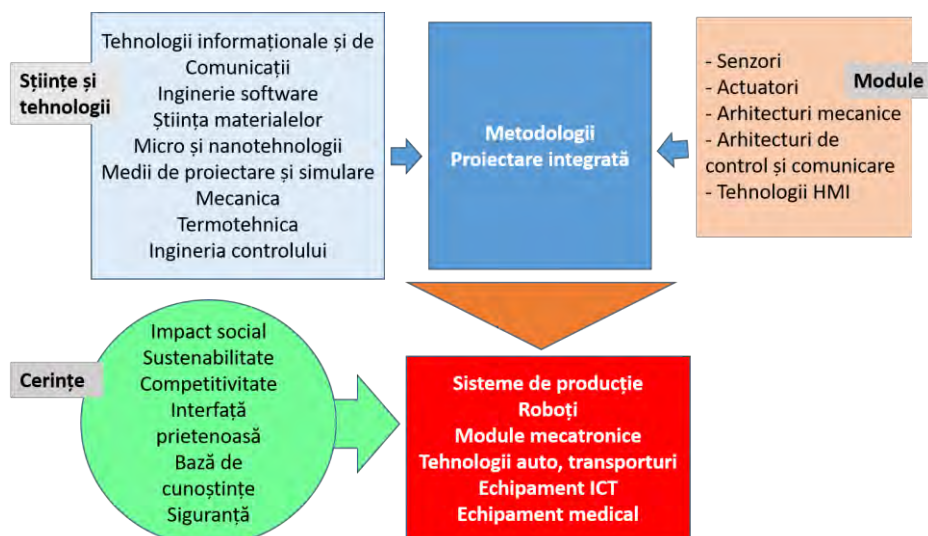 Științe și
tehnologii
Tehnologii informaționale și de
Comunicații
Inginerie software
Știința materialelor
Micro și nanotehnologii
Medii de proiectare și simulare
Mecanica
Termotehnica
Ingineria controlului
Metodologii
Proiectare integrată
- Senzori
- Actuatori
- Arhitecturi mecanice
- Arhitecturi de
control și comunicare
- Tehnologii HMI
Module
Cerințe
Impact social
Sustenabilitate
Competitivitate
Interfață
prietenoasă
Bază de
cunoștințe
Siguranță
Sisteme de producție
Roboți
Module mecatronice
Tehnologii auto, transporturi
Echipament ICT
Echipament medical